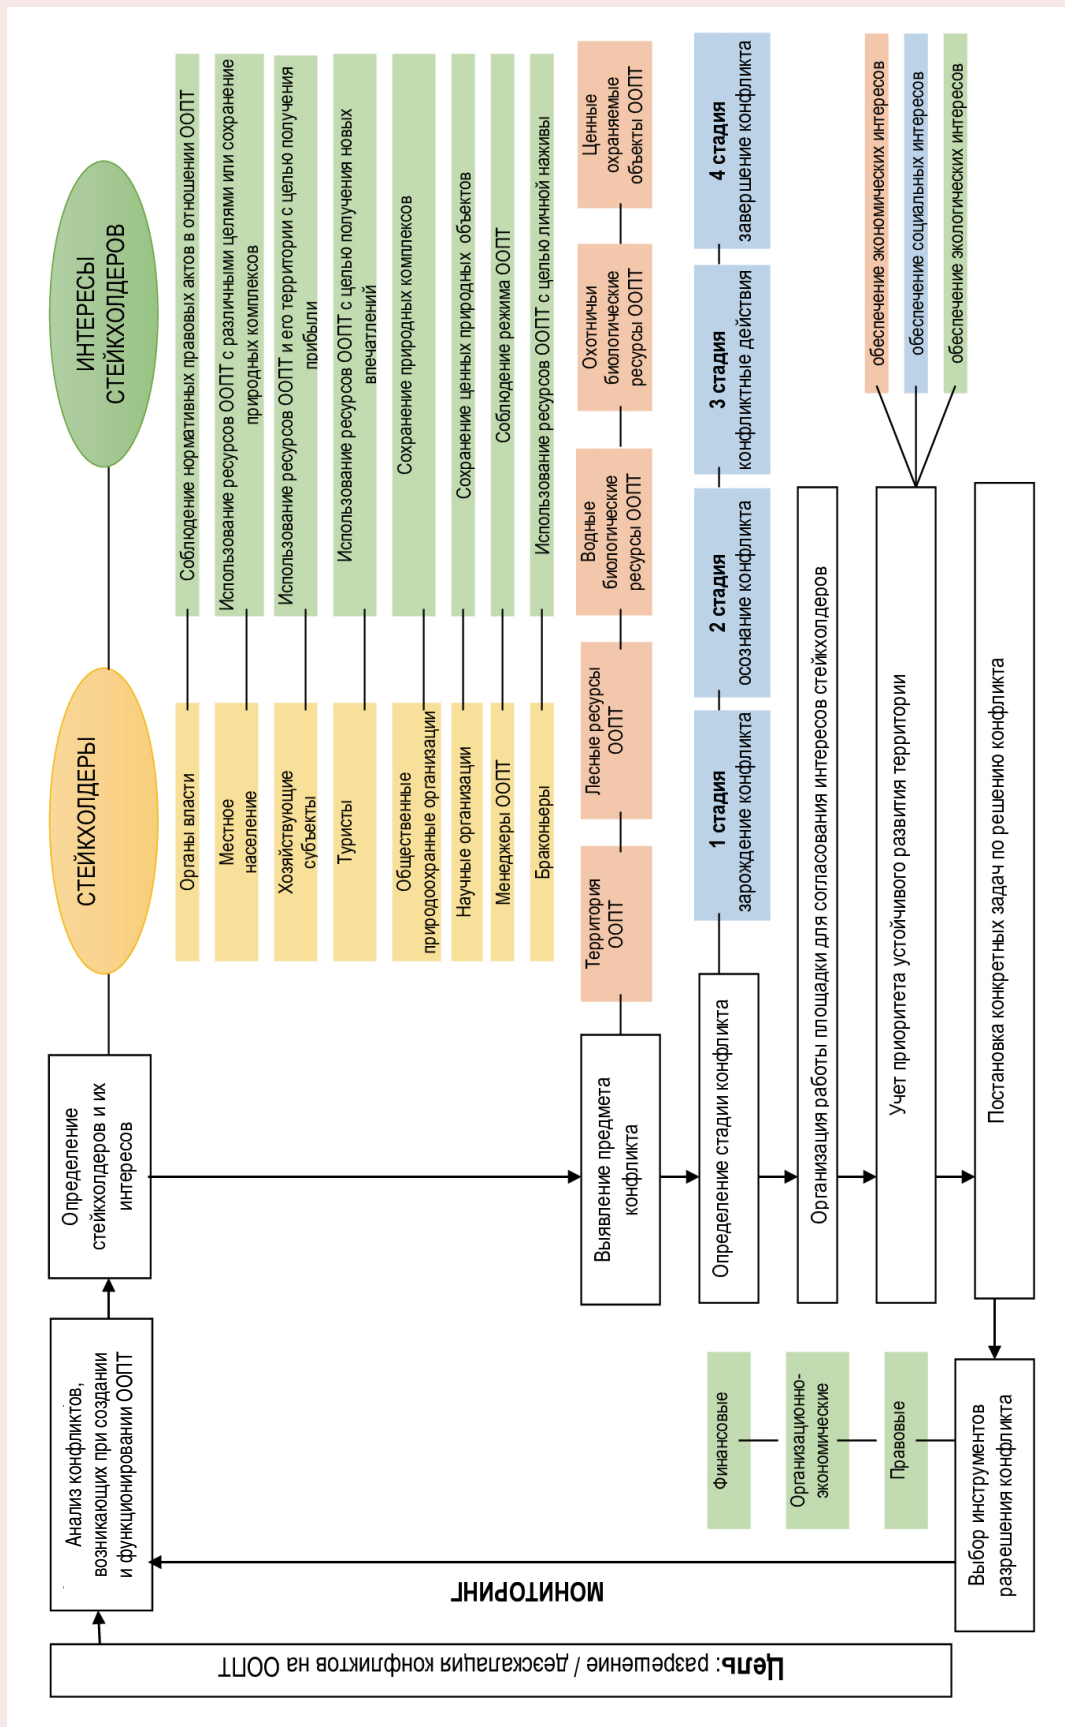 Цель: разрешение / деэскалация конфликтов на ООПТ
Анализ конфликтов,
возникающих при создании
и функционировании ООПТ
Определение
стейкхолдеров и их
интересов
СТЕЙКХОЛДЕРЫ
ИНТЕРЕСЫ
СТЕЙКХОЛДЕРОВ
Органы власти
Соблюдение нормативных правовых актов в отношении ООПТ
Местное
население
Использование ресурсов ООПТ с различными целями или сохранение
природных комплексов
Хозяйствующие
субъекты
Использование ресурсов ООПТ и его территории с целью получения
прибыли
Туристы
Использование ресурсов ООПТ с целью получения новых
впечатлений
Общественные
природоохранные организации
Сохранение природных комплексов
Научные организации
Сохранение ценных природных объектов
Менеджеры ООПТ
Соблюдение режима ООПТ
Браконьеры
Использование ресурсов ООПТ с целью личной наживы
Выявление предмета
конфликта
Территория
ООПТ
Лесные ресурсы
ООПТ
Водные
биологические
ресурсы ООПТ
Охотничьи
биологические
ресурсы ООПТ
Ценные
охраняемые
объекты ООПТ
Определение стадии конфликта
1 стадия
зарождение конфликта
2 стадия
осознание конфликта
3 стадия
конфликтные действия
4 стадия
завершение конфликта
Организация работы площадки для согласования интересов стейкхолдеров
Учет приоритета устойчивого развития территории
обеспечение экономических интересов
обеспечение социальных интересов
обеспечение экологических интересов
Постановка конкретных задач по решению конфликта
Выбор инструментов
разрешения конфликта
Финансовые
Организационно-
экономические
Правовые
МОНИТОРИНГ